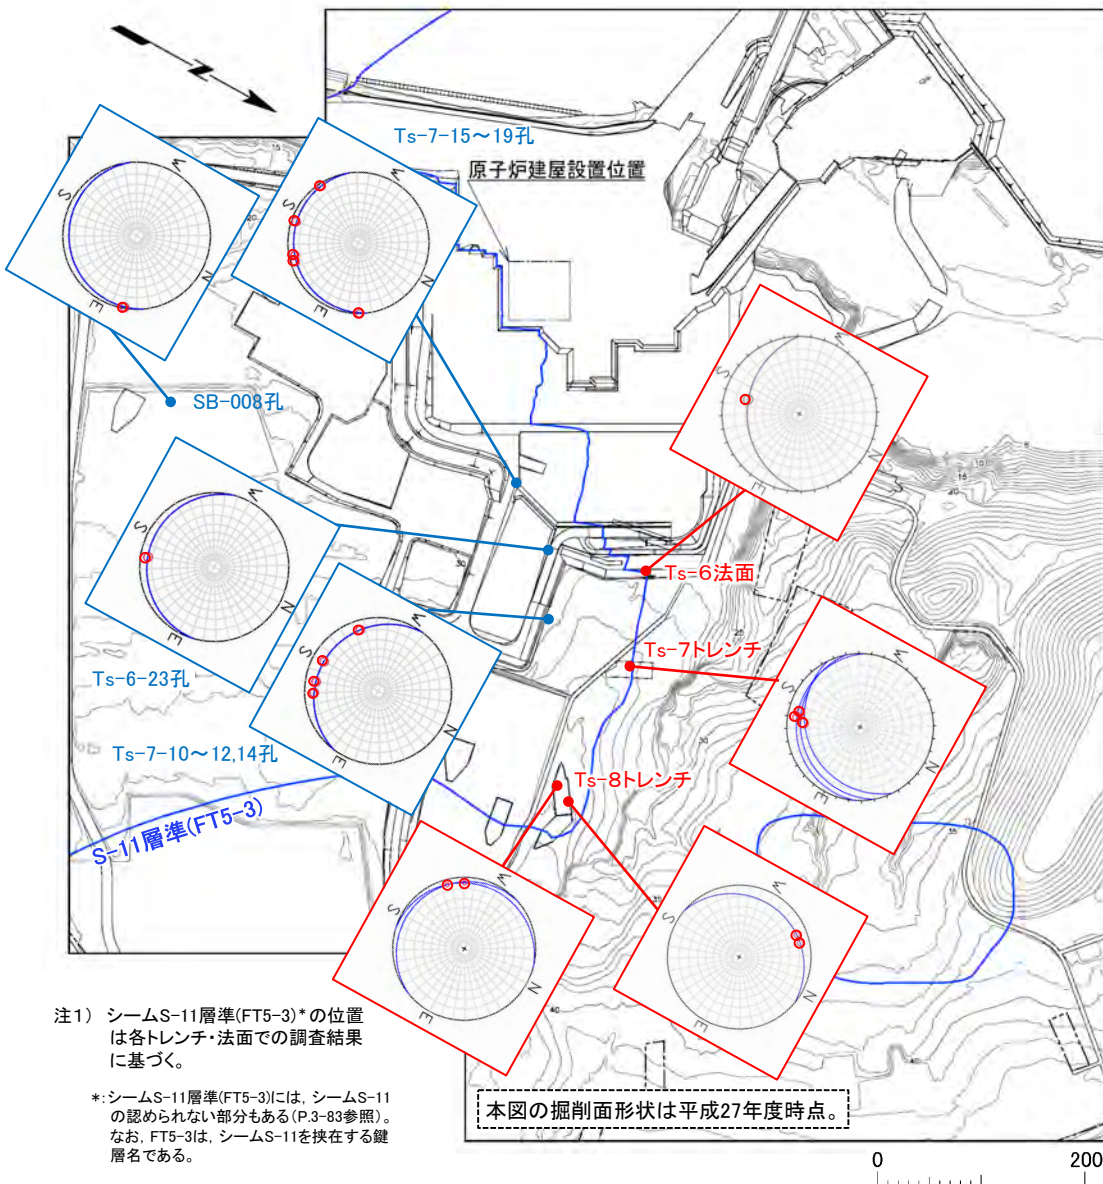 N
Ts-7-15～19孔
原子炉建屋設置位置
SB-008孔
Ts-6法面
Ts-7トレンチ
Ts-6-23孔
Ts-7-10～12,14孔
Ts-8トレンチ
S-11層準(FT5-3)
注1) シームS-11層準(FT5-3)*の位置
は各トレンチ・法面での調査結果
に基づく。
*:シームS-11層準(FT5-3)には, シームS-11
の認められない部分もある(P.3-83参照)。
なお, FT5-3は, シームS-11を挟在する鍵
層名である。
本図の掘削面形状は平成27年度時点。
0 200
S W N E
S W N E
S W N E
S W N E
S W N E
S W N E
S W N E
S W N E